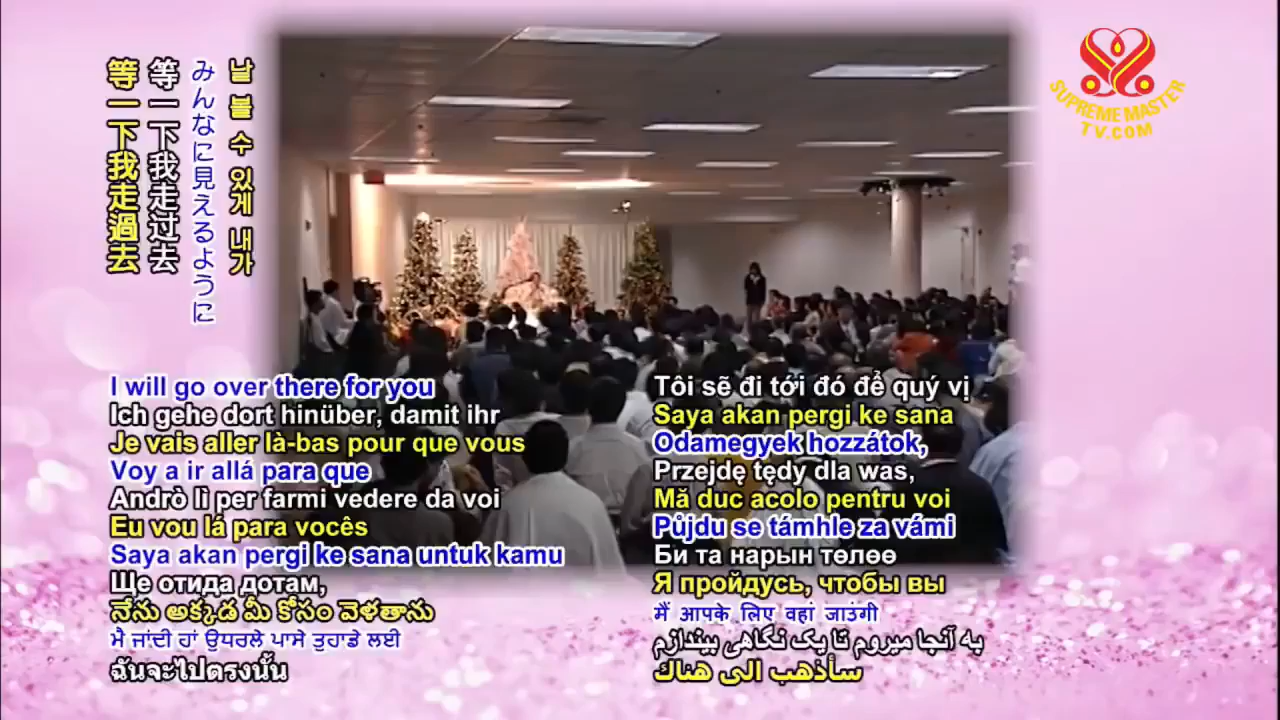 날 볼 수 있게 내가
みんなに見えるように
等一下我走过去
等一下我走過去
SUPREME MASTER
TV.COM
I will go over there for you
Ich gehe dort hinüber, damit ihr
Je vais aller là-bas pour que vous
Voy a ir allá para que
Andrò lì per farmi vedere da voi
Eu vou lá para vocês
Saya akan pergi ke sana untuk kamu
Ще отида дотам,
నేను అక్కడ మీ కోసం వెళతాను
ਮੈ ਜਾਂਦੀ ਹਾਂ ਉਧਰਲੇ ਪਾਸੇ ਤੁਹਾਡੇ ਲਈ
ฉันจะไปตรงนั้น
Tôi sẽ đi tới đó để quý vị
Saya akan pergi ke sana
Odamegyek hozzátok,
Przejdę tędy dla was,
Mă duc acolo pentru voi
Půjdu se támhle za vámi
Би та нарын төлөө
Я пройдусь, чтобы вы
मैं आपके लिए वहां जाउंगी
به آنجا میروم تا یک نگاهی بیندازم
سأذهب الى هناك